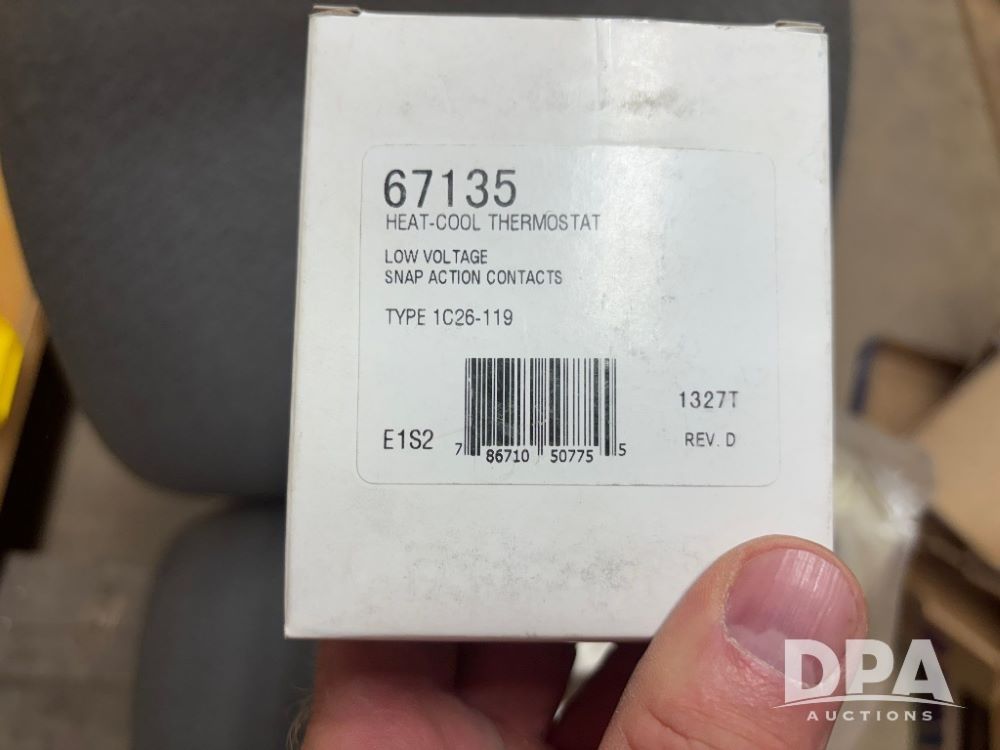 67135
HEAT-COOL THERMOSTAT
LOW VOLTAGE
SNAP ACTION CONTACTS
TYPE 1C26-119
1327T
E1S2
7 86710 50775 5
REV. D
DPA
AUCTIONS